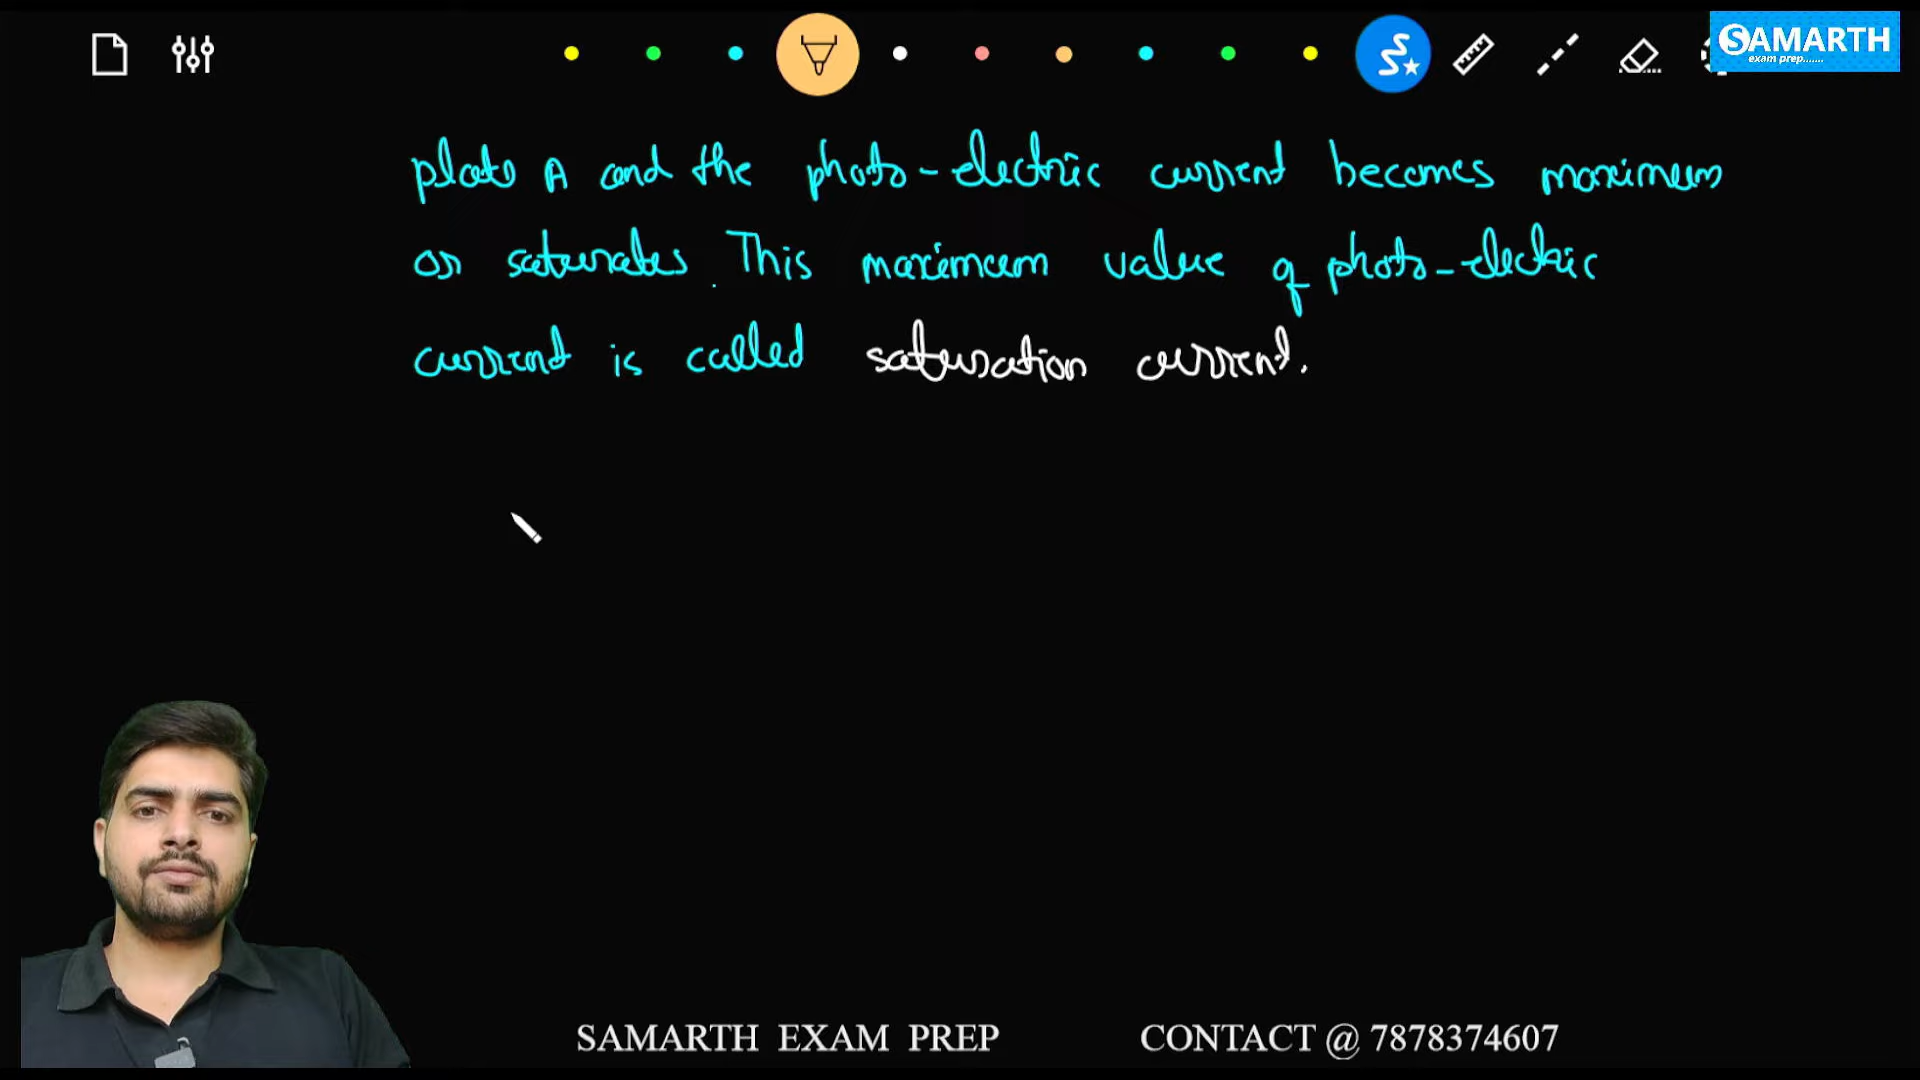 SAMARTH
exam prep.......
plate A and the photo-electric current becomes maximum
or saturates. This maximum value of photo-electric
current is called saturation current.
SAMARTH EXAM PREP CONTACT @ 7878374607